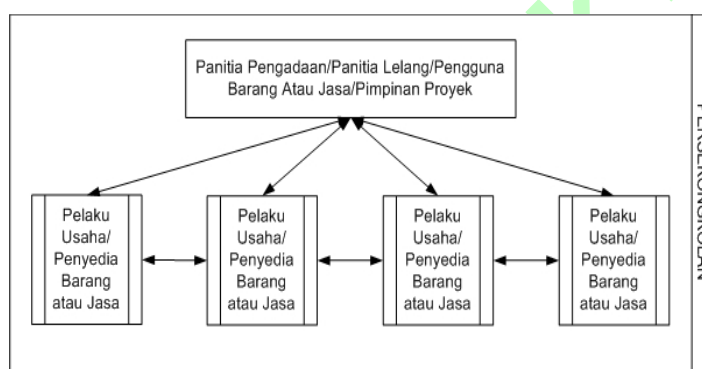 Panitia Pengadaan/Panitia Lelang/Pengguna
Barang Atau Jasa/Pimpinan Proyek
Pelaku
Usaha/
Penyedia
Barang
atau Jasa
Pelaku
Usaha/
Penyedia
Barang
atau Jasa
Pelaku
Usaha/
Penyedia
Barang
atau Jasa
Pelaku
Usaha/
Penyedia
Barang
atau Jasa
PERSEKONGKOLAN